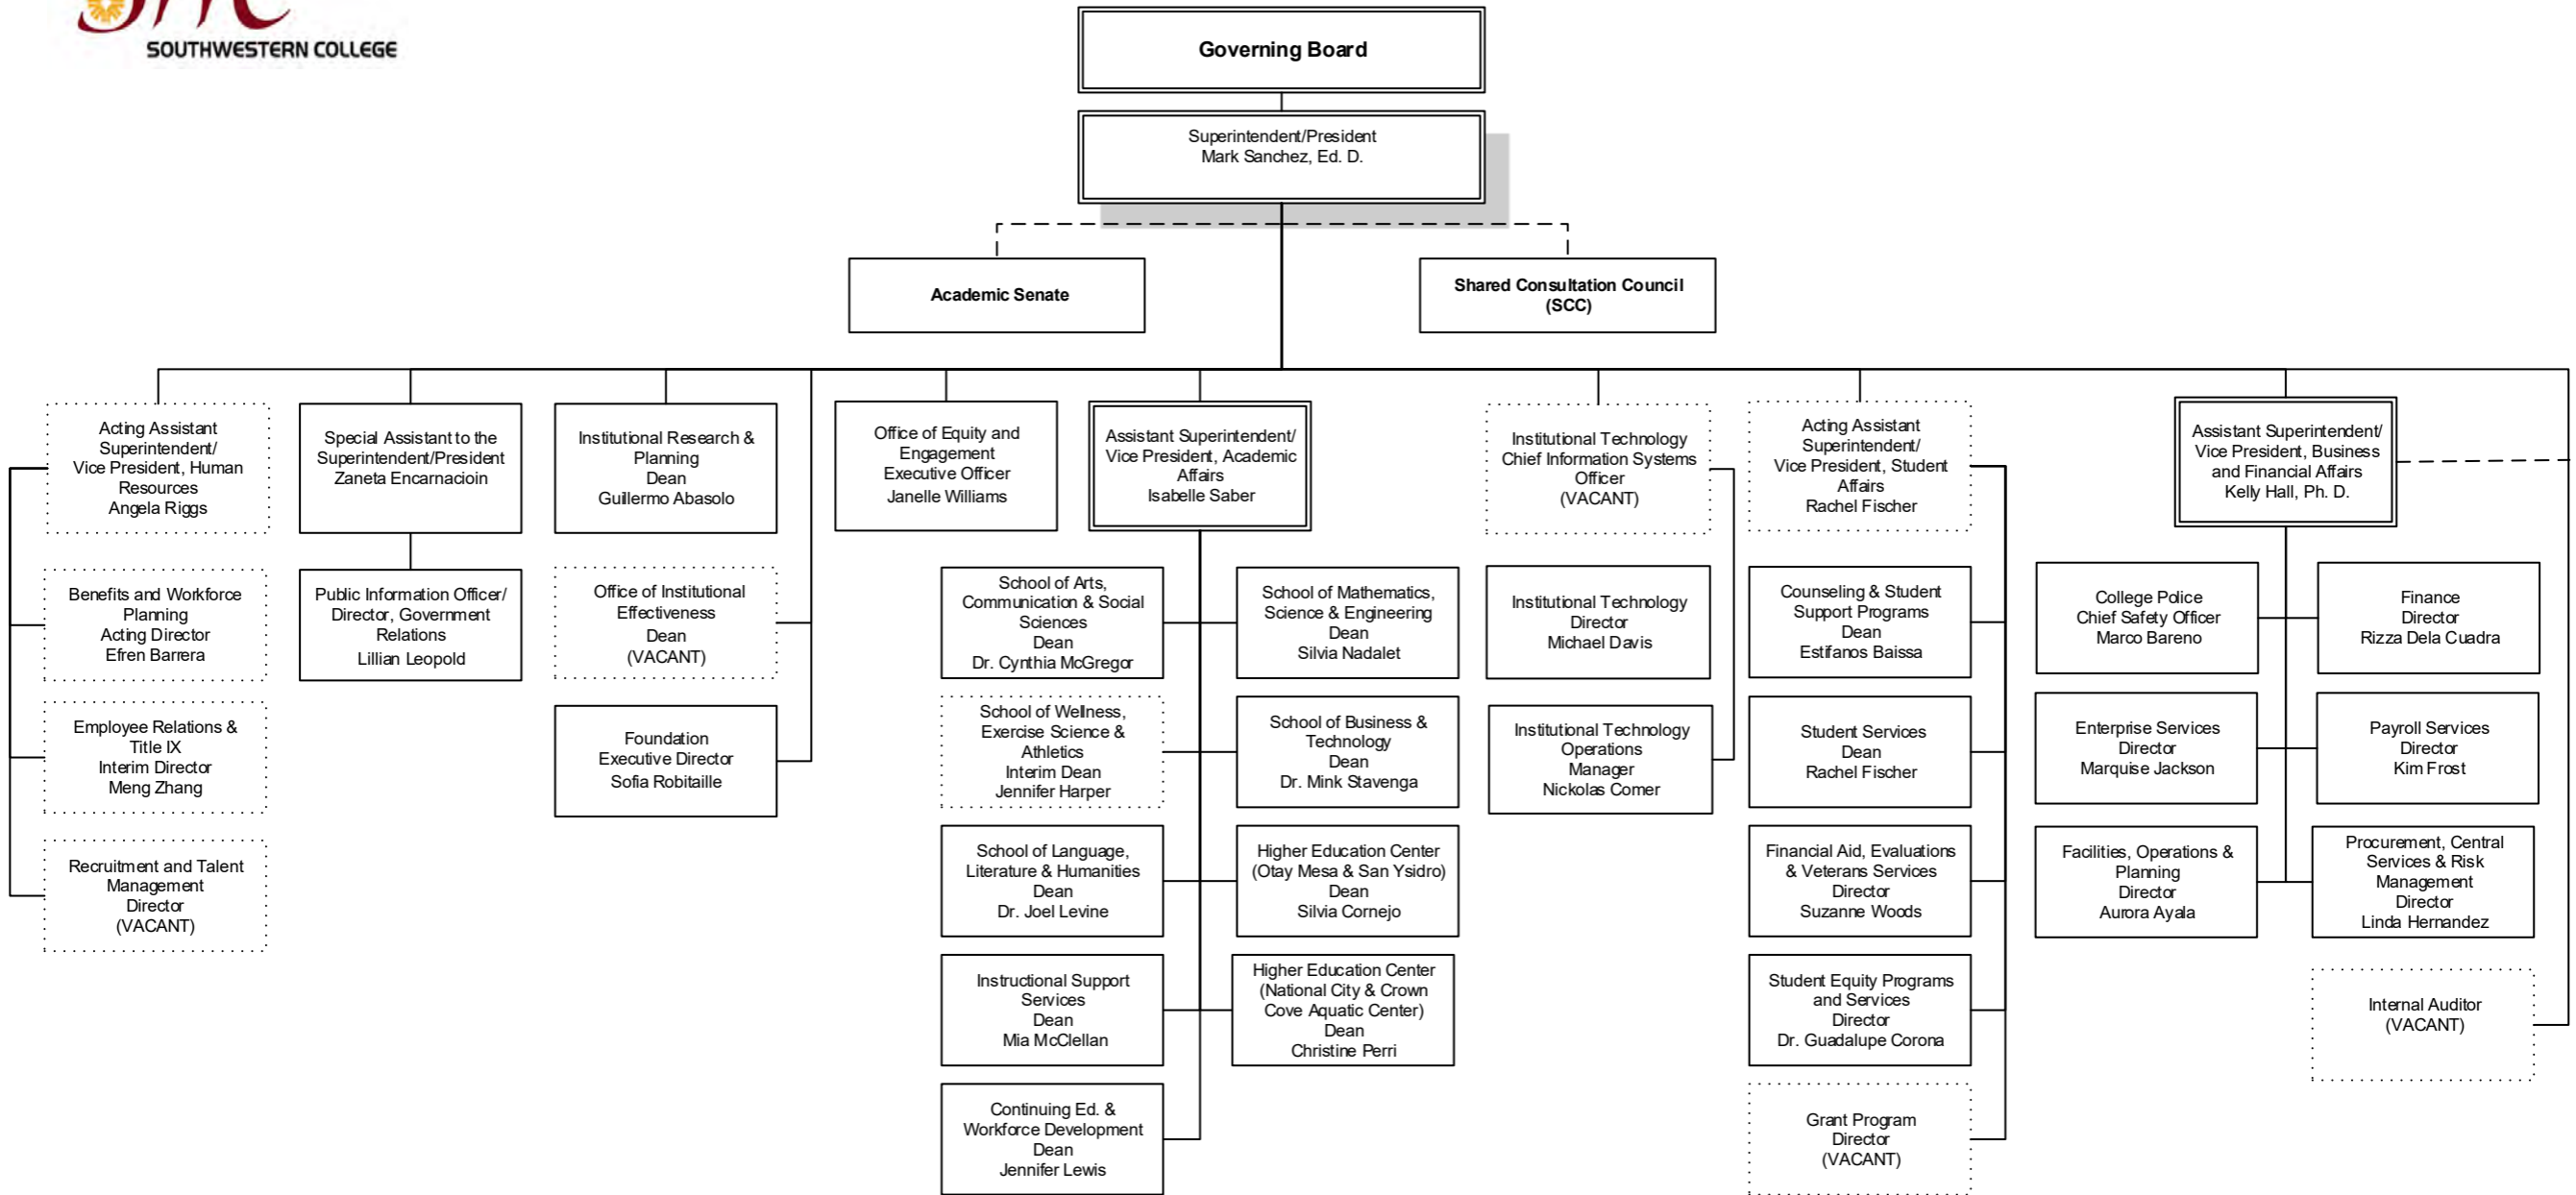 SOUTHWESTERN COLLEGE
Governing Board
Superintendent/President
Mark Sanchez, Ed. D.
Academic Senate
Shared Consultation Council
(SCC)
Acting Assistant
Superintendent/
Vice President, Human
Resources
Angela Riggs
Special Assistant to the
Superintendent/President
Zaneta Encarnacioin
Institutional Research &
Planning
Dean
Guillermo Abasolo
Office of Equity and
Engagement
Executive Officer
Janelle Williams
Assistant Superintendent/
Vice President, Academic
Affairs
Isabelle Saber
Institutional Technology
Chief Information Systems
Officer
(VACANT)
Acting Assistant
Superintendent/
Vice President, Student
Affairs
Rachel Fischer
Assistant Superintendent/
Vice President, Business
and Financial Affairs
Kelly Hall, Ph. D.
Benefits and Workforce
Planning
Acting Director
Efren Barrera
Public Information Officer/
Director, Government
Relations
Lillian Leopold
Office of Institutional
Effectiveness
Dean
(VACANT)
School of Arts,
Communication & Social
Sciences
Dean
Dr. Cynthia McGregor
School of Mathematics,
Science & Engineering
Dean
Silvia Nadalet
Institutional Technology
Director
Michael Davis
Counseling & Student
Support Programs
Dean
Estifanos Baissa
College Police
Chief Safety Officer
Marco Bareno
Finance
Director
Rizza Dela Cuadra
Employee Relations &
Title IX
Interim Director
Meng Zhang
Foundation
Executive Director
Sofia Robitaille
School of Wellness,
Exercise Science &
Athletics
Interim Dean
Jennifer Harper
School of Business &
Technology
Dean
Dr. Mink Stavenga
Institutional Technology
Operations
Manager
Nickolas Comer
Student Services
Dean
Rachel Fischer
Enterprise Services
Director
Marquise Jackson
Payroll Services
Director
Kim Frost
Recruitment and Talent
Management
Director
(VACANT)
School of Language,
Literature & Humanities
Dean
Dr. Joel Levine
Higher Education Center
(Otay Mesa & San Ysidro)
Dean
Silvia Cornejo
Financial Aid, Evaluations
& Veterans Services
Director
Suzanne Woods
Facilities, Operations &
Planning
Director
Aurora Ayala
Procurement, Central
Services & Risk
Management
Director
Linda Hernandez
Instructional Support
Services
Dean
Mia McClellan
Higher Education Center
(National City & Crown
Cove Aquatic Center)
Dean
Christine Perri
Student Equity Programs
and Services
Director
Dr. Guadalupe Corona
Internal Auditor
(VACANT)
Continuing Ed. &
Workforce Development
Dean
Jennifer Lewis
Grant Program
Director
(VACANT)